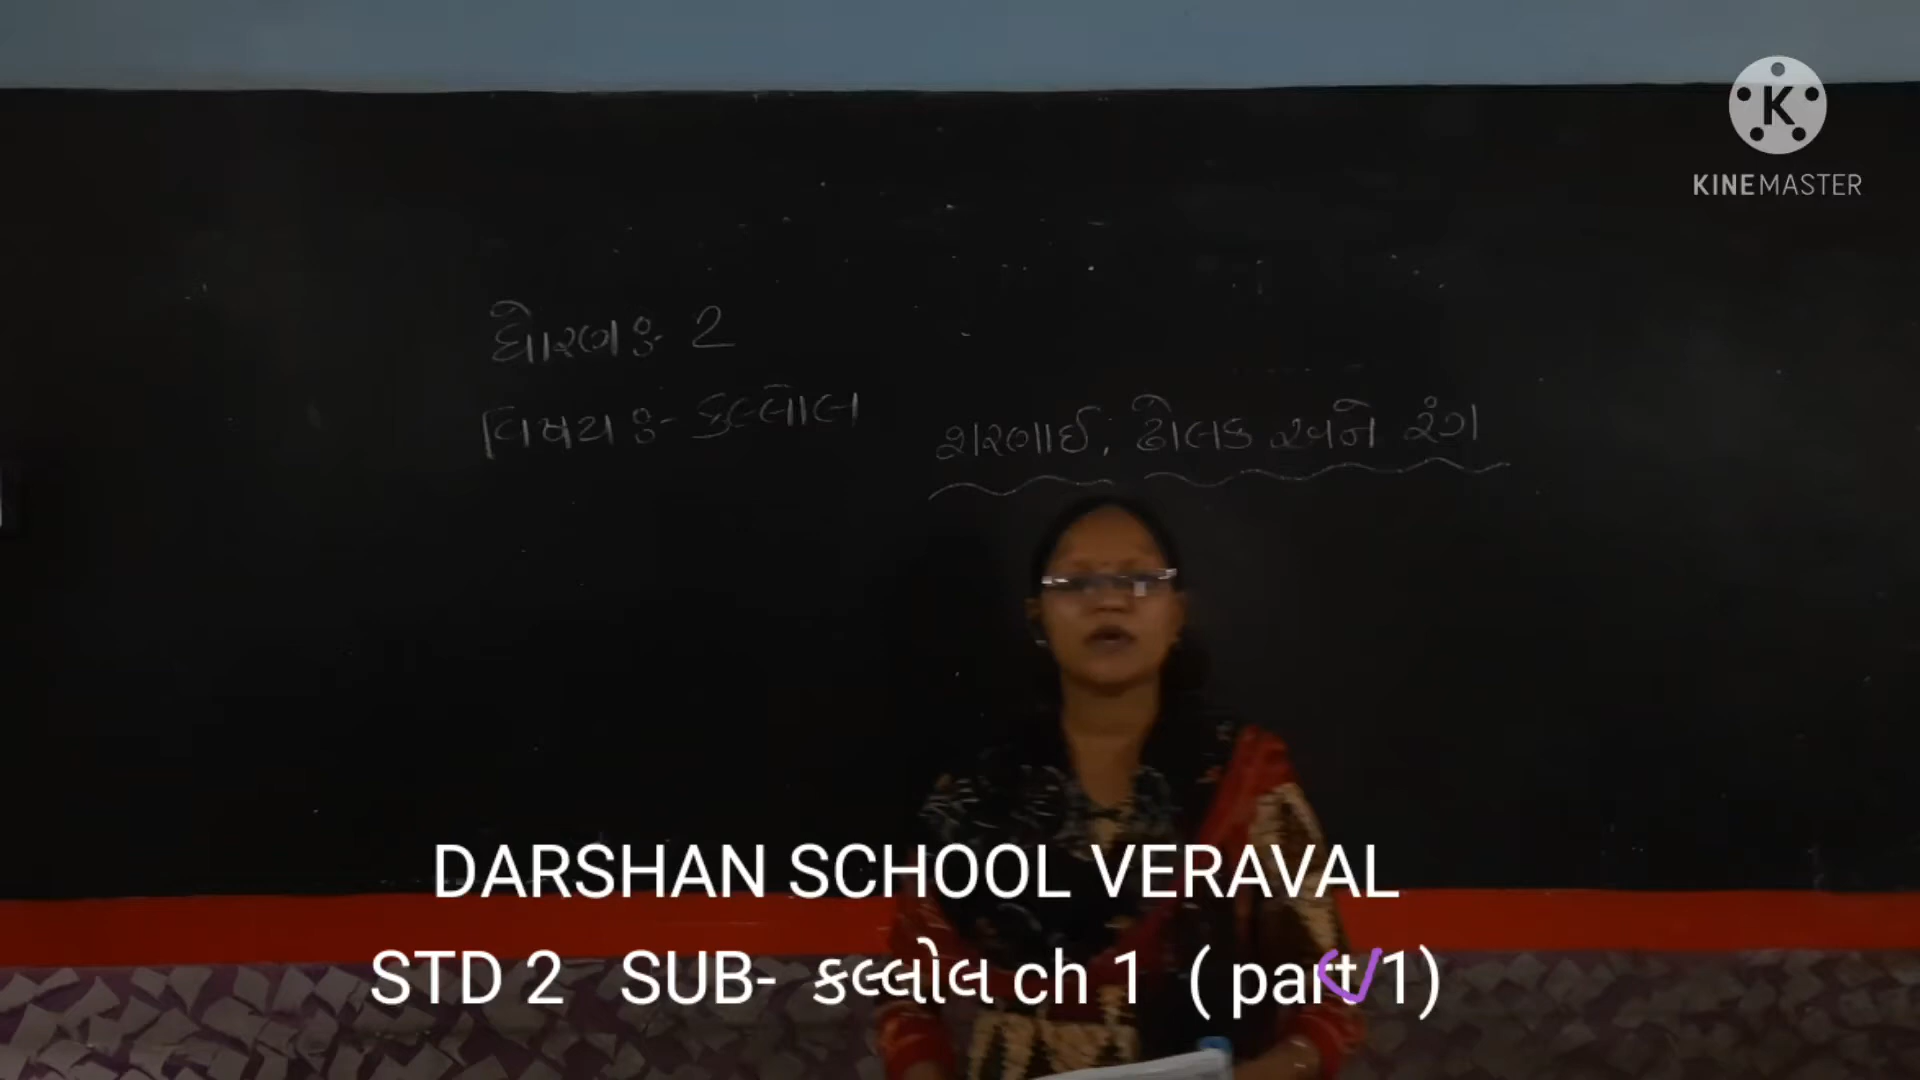 KINEMASTER
ધોરણઃ 2
વિષયઃ- કલ્લોલ
શરણાઈ, ઢોલક અને રંગ
DARSHAN SCHOOL VERAVAL
STD 2 SUB- કલ્લોલ ch 1 ( part 1)